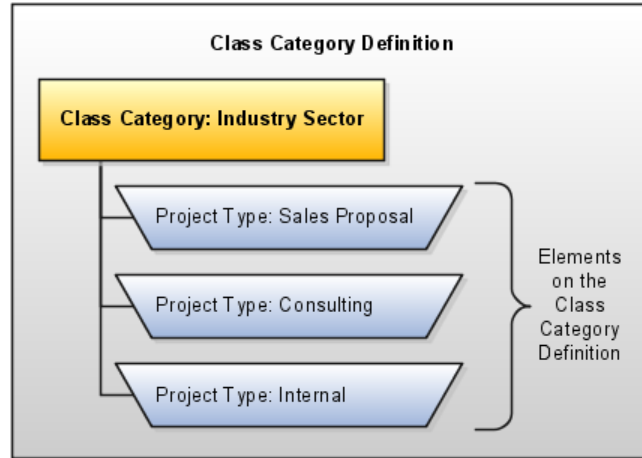 Class Category Definition
Class Category: Industry Sector
Project Type: Sales Proposal
Project Type: Consulting
Project Type: Internal
Elements
on the
Class
Category
Definition